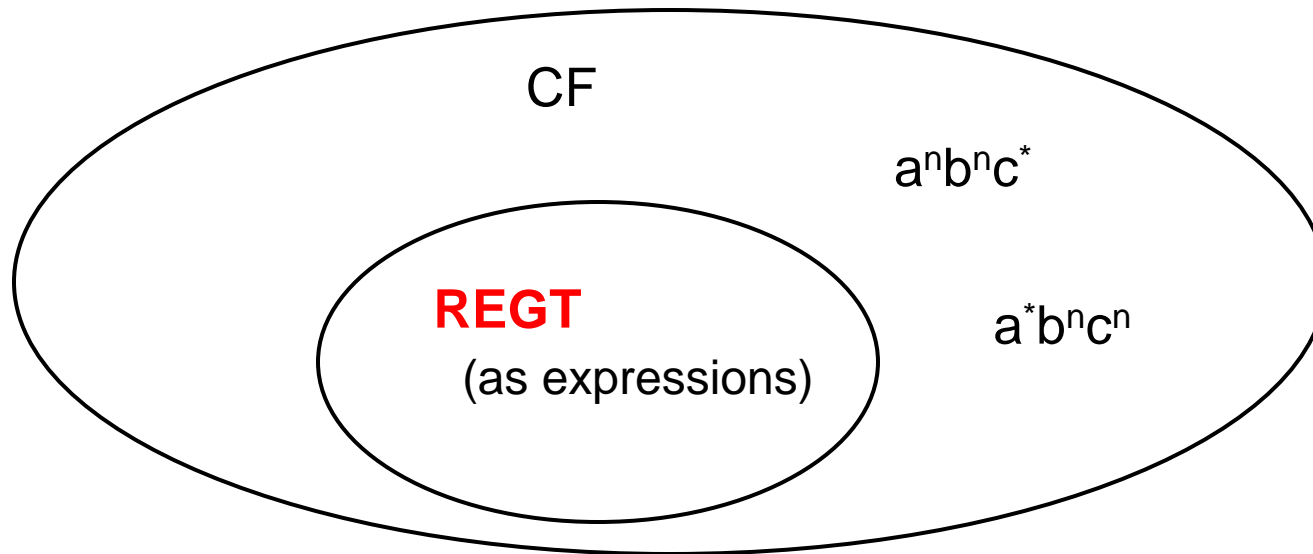 CF
aⁿbⁿc*
REGT
a*bⁿcⁿ
(as expressions)